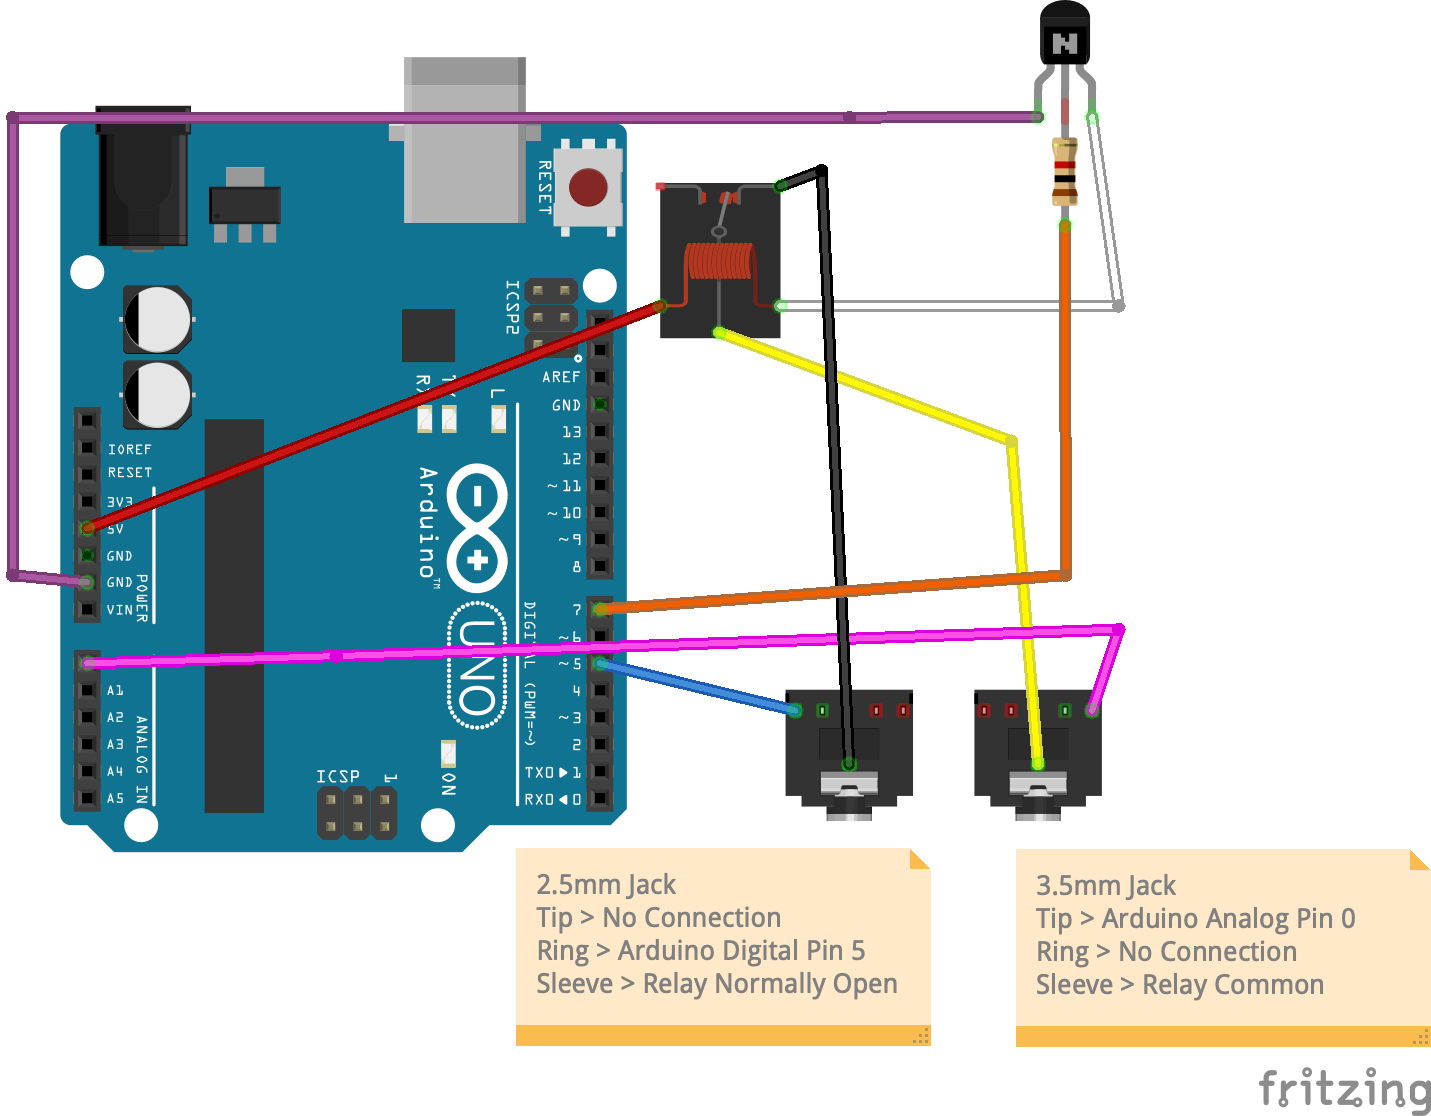 N
RESET
ICSP2
AREF
GND
13
12
~11
~10
~9
8
IOREF
RESET
3V3
5V
GND
GND
VIN
POWER
L
Arduino™
UNO
DIGITAL (PWM=~)
7
~6
~5
4
~3
2
TX0▶1
RX0◀0
A1
A2
A3
A4
A5
ANALOG IN
ICSP
1
ON
2.5mm Jack
Tip > No Connection
Ring > Arduino Digital Pin 5
Sleeve > Relay Normally Open
3.5mm Jack
Tip > Arduino Analog Pin 0
Ring > No Connection
Sleeve > Relay Common
fritzing